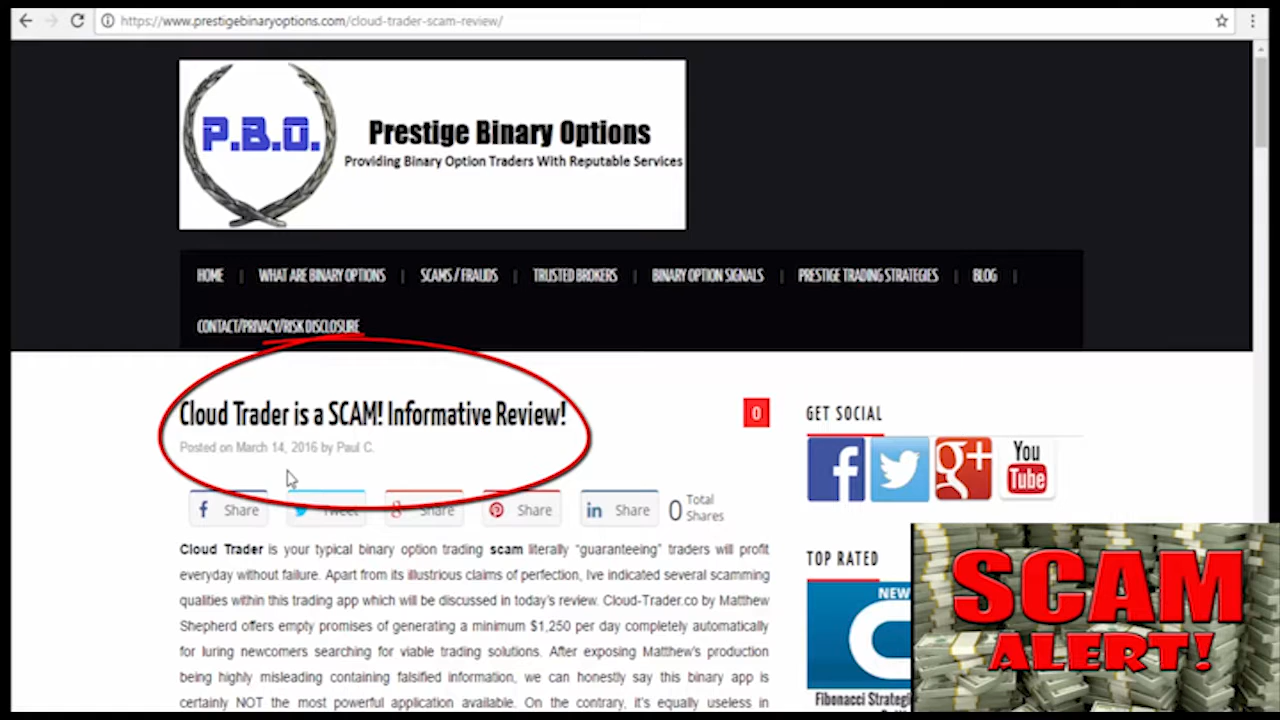 https://www.prestigebinaryoptions.com/cloud-trader-scam-review/
P.B.O.
Prestige Binary Options
Providing Binary Option Traders With Reputable Services
HOME | WHAT ARE BINARY OPTIONS | SCAMS / FRAUDS | TRUSTED BROKERS | BINARY OPTION SIGNALS | PRESTIGE TRADING STRATEGIES | BLOG |
CONTACT/PRIVACY/RISK DISCLOSURE
Cloud Trader is a SCAM! Informative Review!
0
Posted on March 14, 2016 by Paul C.
Share
Tweet
Share
Share
Share
0 Total Shares
Cloud Trader is your typical binary option trading scam literally “guaranteeing” traders will profit
everyday without failure. Apart from its illustrious claims of perfection, Ive indicated several scamming
qualities within this trading app which will be discussed in today's review. Cloud-Trader.co by Matthew
Shepherd offers empty promises of generating a minimum $1,250 per day completely automatically
for luring newcomers searching for viable trading solutions. After exposing Matthew's production
being highly misleading containing falsified information, we can honestly say this binary app is
certainly NOT the most powerful application available. On the contrary, it's equally useless in
GET SOCIAL
f
g+
You
Tube
TOP RATED
NEW
Fibonacci Strategi
SCAM
ALERT!